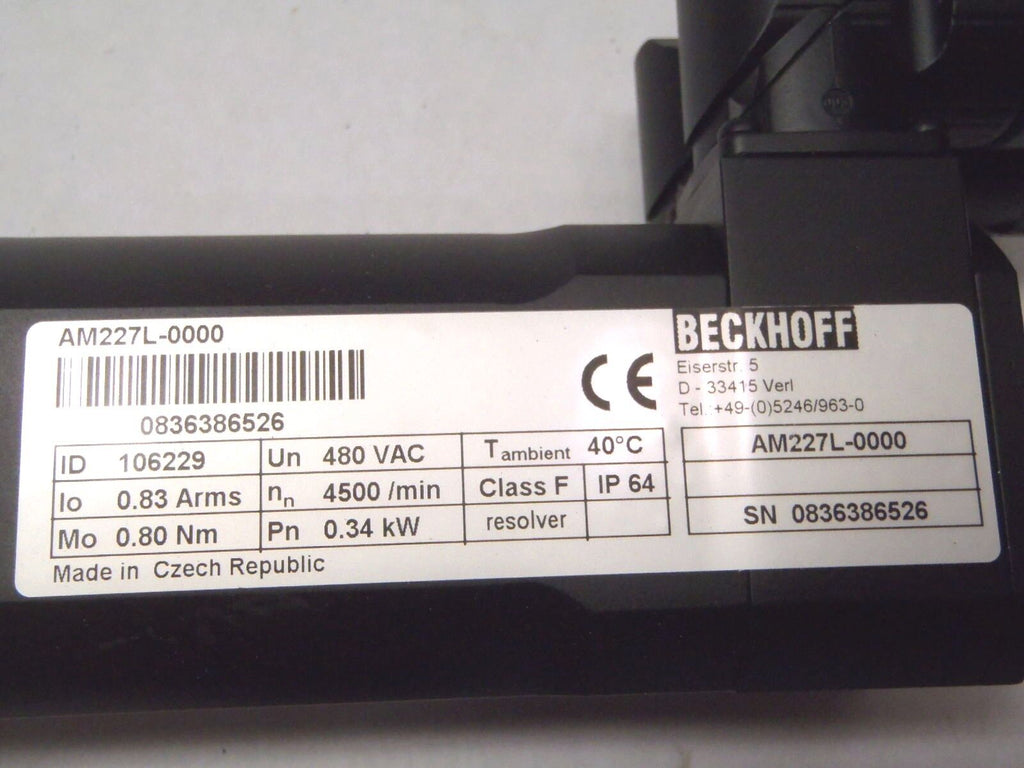 AM227L-0000
0836386526
BECKHOFF
Eiserstr. 5
D - 33415 Verl
Tel.:+49-(0)5246/963-0
CE
ID 106229 Un 480 VAC Tambient 40°C
Io 0.83 Arms nn 4500 /min Class F IP 64
Mo 0.80 Nm Pn 0.34 kW resolver
AM227L-0000
SN 0836386526
Made in Czech Republic